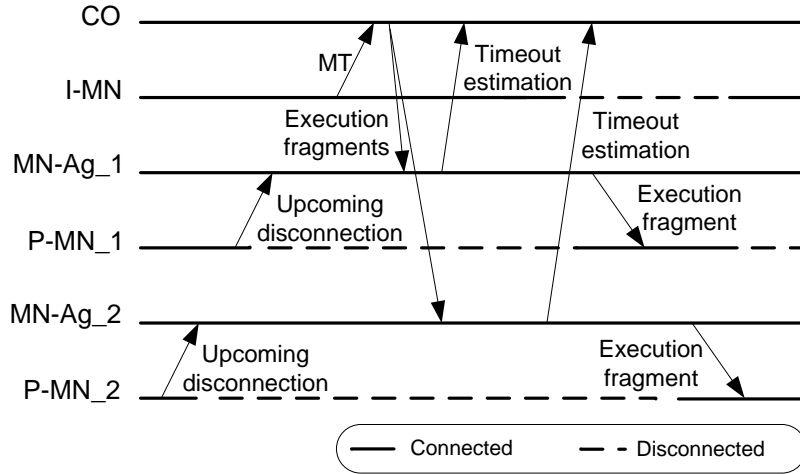 CO
MT
Timeout
estimation
I-MN
Execution
fragments
Timeout
estimation
MN-Ag_1
Upcoming
disconnection
Execution
fragment
P-MN_1
MN-Ag_2
Upcoming
disconnection
Execution
fragment
P-MN_2
Connected
Disconnected